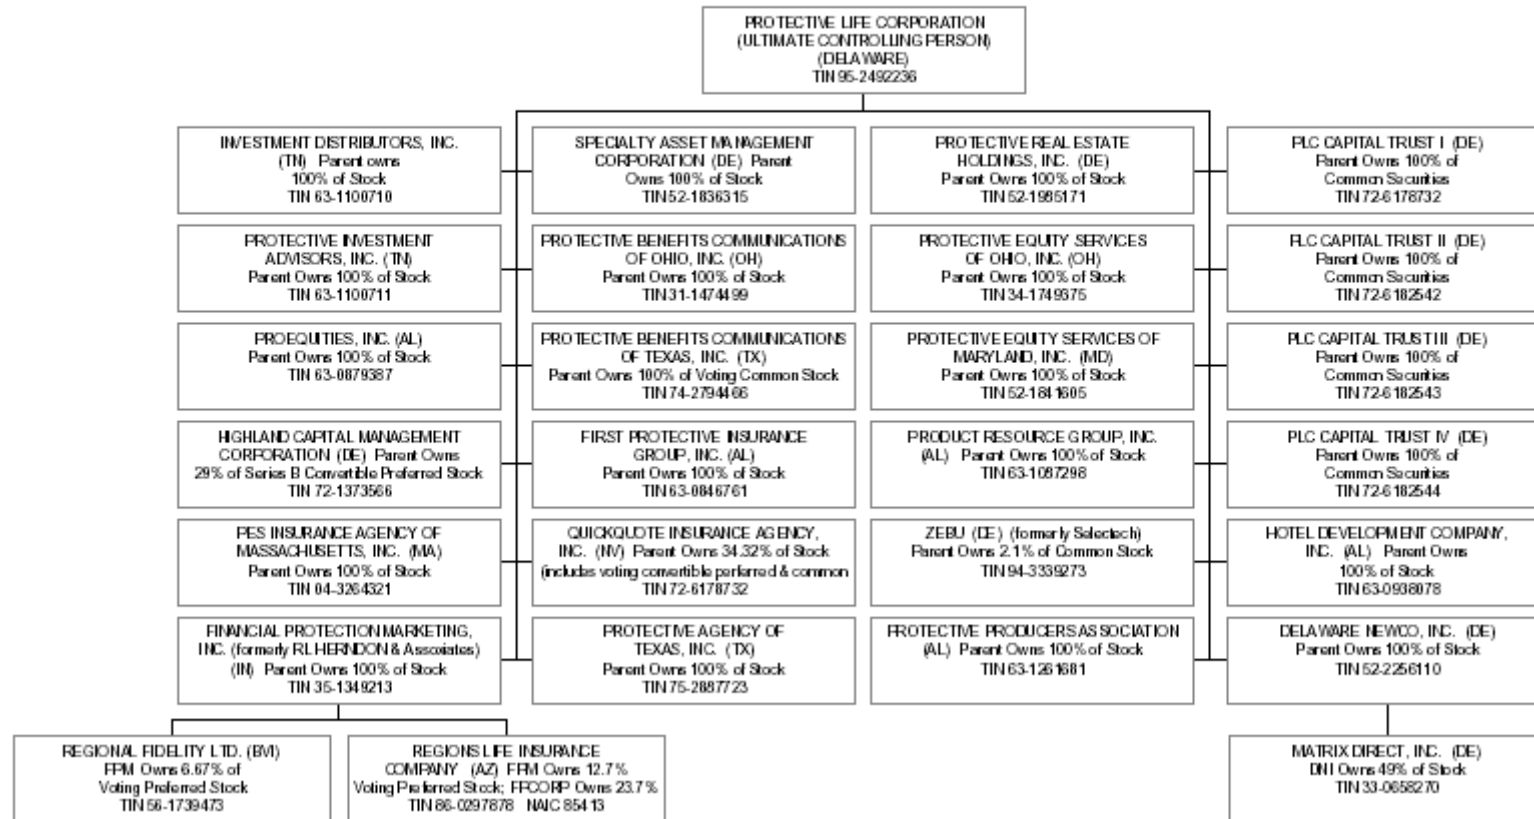 PROTECTIVE LIFE CORPORATION
(ULTIMATE CONTROLLING PERSON)
(DELAWARE)
TIN 95-2492236
INVESTMENT DISTRIBUTORS, INC.
(TN) Parent owns
100% of Stock
TIN 63-1100710
SPECIALTY ASSET MANAGEMENT
CORPORATION (DE) Parent
Owns 100% of Stock
TIN 52-1836315
PROTECTIVE REAL ESTATE
HOLDINGS, INC. (DE)
Parent Owns 100% of Stock
TIN 52-1985171
PLC CAPITAL TRUST I (DE)
Parent Owns 100% of
Common Securities
TIN 72-6178732
PROTECTIVE INVESTMENT
ADVISORS, INC. (TN)
Parent Owns 100% of Stock
TIN 63-1100711
PROTECTIVE BENEFITS COMMUNICATIONS
OF OHIO, INC. (OH)
Parent Owns 100% of Stock
TIN 31-1474499
PROTECTIVE EQUITY SERVICES
OF OHIO, INC. (OH)
Parent Owns 100% of Stock
TIN 34-1749375
PLC CAPITAL TRUST II (DE)
Parent Owns 100% of
Common Securities
TIN 72-6182542
PROEQUITIES, INC. (AL)
Parent Owns 100% of Stock
TIN 63-0879387
PROTECTIVE BENEFITS COMMUNICATIONS
OF TEXAS, INC. (TX)
Parent Owns 100% of Voting Common Stock
TIN 74-2794466
PROTECTIVE EQUITY SERVICES OF
MARYLAND, INC. (MD)
Parent Owns 100% of Stock
TIN 52-1841605
PLC CAPITAL TRUST III (DE)
Parent Owns 100% of
Common Securities
TIN 72-6182543
HIGHLAND CAPITAL MANAGEMENT
CORPORATION (DE) Parent Owns
29% of Series B Convertible Preferred Stock
TIN 72-1373566
FIRST PROTECTIVE INSURANCE
GROUP, INC. (AL)
Parent Owns 100% of Stock
TIN 63-0846761
PRODUCT RESOURCE GROUP, INC.
(AL) Parent Owns 100% of Stock
TIN 63-1087298
PLC CAPITAL TRUST IV (DE)
Parent Owns 100% of
Common Securities
TIN 72-6182544
PES INSURANCE AGENCY OF
MASSACHUSETTS, INC. (MA)
Parent Owns 100% of Stock
TIN 04-3264321
QUICKQUOTE INSURANCE AGENCY,
INC. (NV) Parent Owns 34.32% of Stock
(includes voting convertible perferred & common
TIN 72-6178732
ZEBU (DE) (formerly Selectech)
Parent Owns 2.1% of Common Stock
TIN 94-3339273
HOTEL DEVELOPMENT COMPANY,
INC. (AL) Parent Owns
100% of Stock
TIN 63-0938078
FINANCIAL PROTECTION MARKETING,
INC. (formerly RL HERNDON & Assoxiates)
(IN) Parent Owns 100% of Stock
TIN 35-1349213
PROTECTIVE AGENCY OF
TEXAS, INC. (TX)
Parent Owns 100% of Stock
TIN 75-2887723
PROTECTIVE PRODUCERS ASSOCIATION
(AL) Parent Owns 100% of Stock
TIN 63-1261681
DELAWARE NEWCO, INC. (DE)
Parent Owns 100% of Stock
TIN 52-2256110
REGIONAL FIDELITY LTD. (BVI)
FPM Owns 6.67% of
Voting Preferred Stock
TIN 56-1739473
REGIONS LIFE INSURANCE
COMPANY (AZ) FPM Owns 12.7%
Voting Preferred Stock; FPCORP Owns 23.7%
TIN 86-0297878 NAIC 85413
MATRIX DIRECT, INC. (DE)
DNI Owns 49% of Stock
TIN 33-0658270